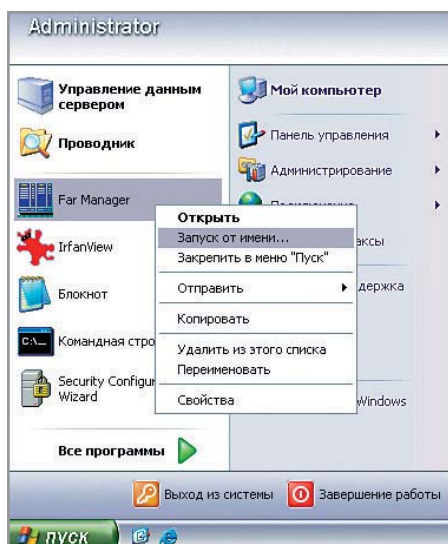 Administrator
Управление данным
сервером
Проводник
Far Manager
IrfanView
Блокнот
C:\_
Командная стро
Security Configur
Wizard
Все программы
Мой компьютер
Панель управления
Администрирование
Открыть
Запуск от имени...
Закрепить в меню "Пуск"
Отправить
Копировать
Удалить из этого списка
Переименовать
Свойства
аксы
держка
Windows
Выход из системы
Завершение работы
пуск